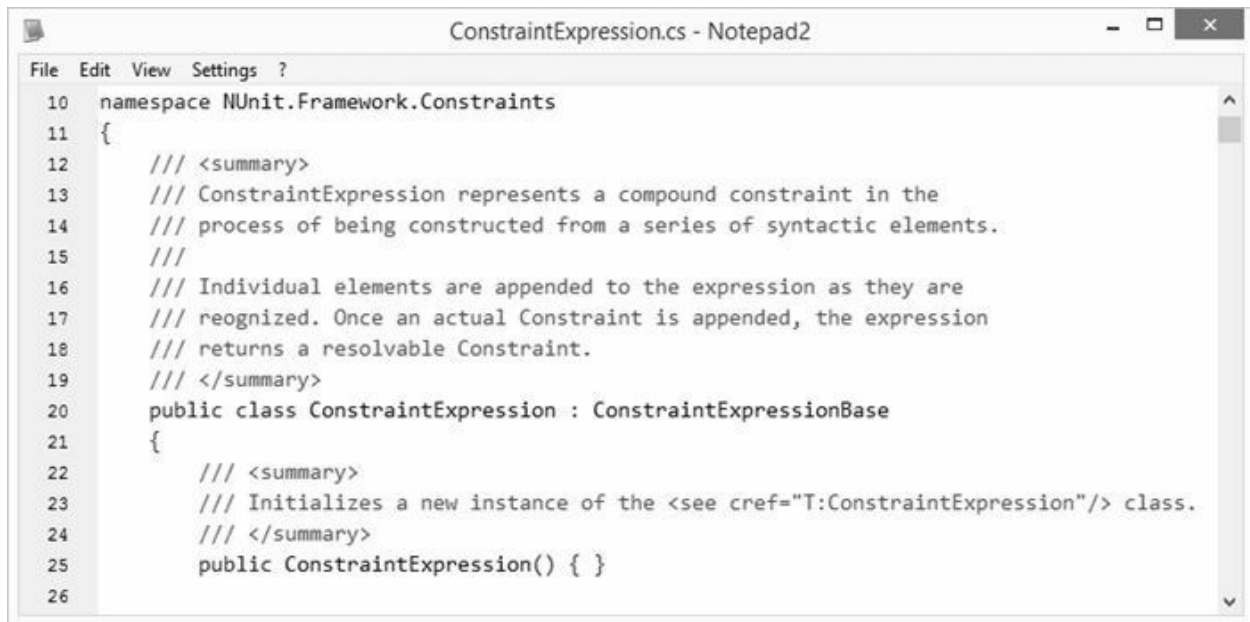 ConstraintExpression.cs - Notepad2
File Edit View Settings ?
10 namespace NUnit.Framework.Constraints
11 {
12 /// <summary>
13 /// ConstraintExpression represents a compound constraint in the
14 /// process of being constructed from a series of syntactic elements.
15 ///
16 /// Individual elements are appended to the expression as they are
17 /// reognized. Once an actual Constraint is appended, the expression
18 /// returns a resolvable Constraint.
19 /// </summary>
20 public class ConstraintExpression : ConstraintExpressionBase
21 {
22 /// <summary>
23 /// Initializes a new instance of the <see cref="T:ConstraintExpression"/> class.
24 /// </summary>
25 public ConstraintExpression() { }
26